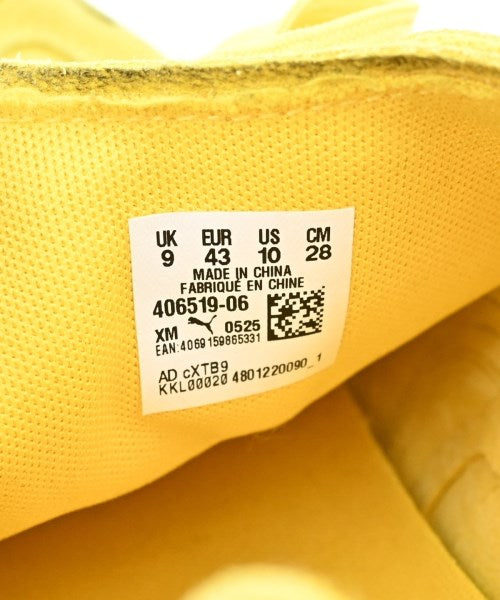 UK EUR US CM
9 43 10 28
MADE IN CHINA
FABRIQUÉ EN CHINE
406519-06
XM 0525
EAN:4069159865331
AD cXTB9
KKL00020 4801220090_1